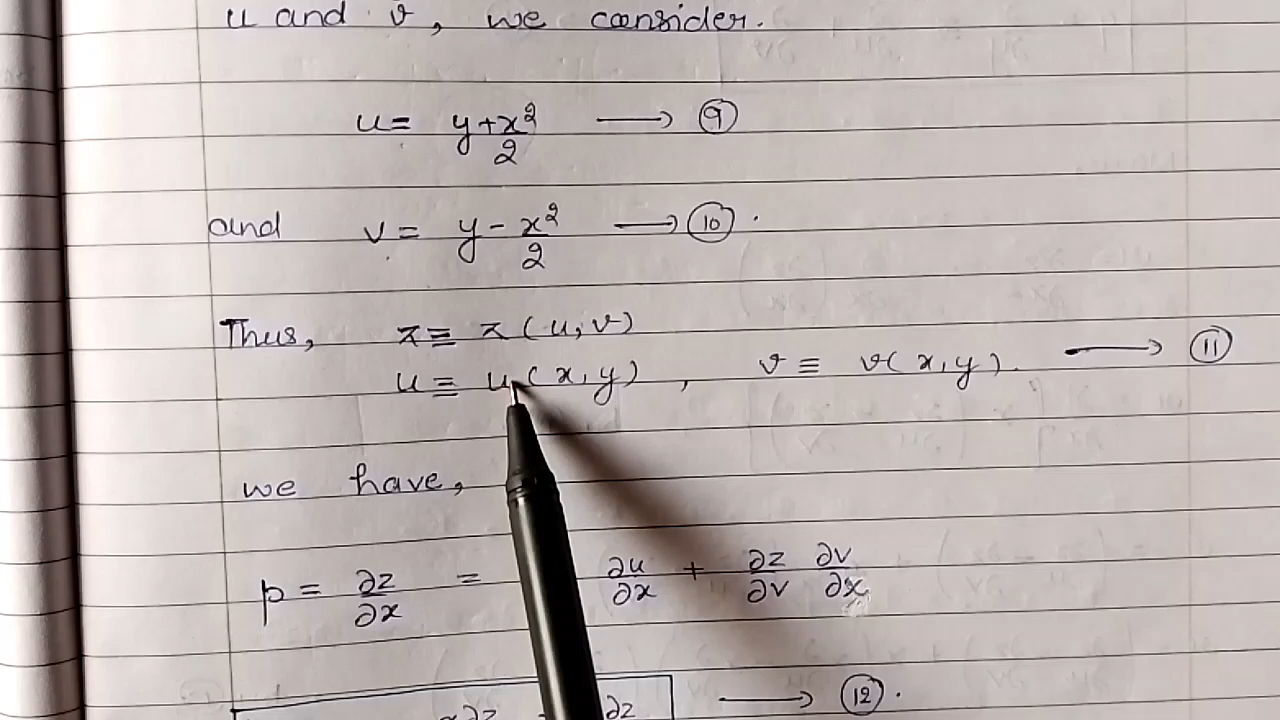 u and v, we consider.
u = y + x²/2 → ⑨
and v = y - x²/2 → ⑩.
Thus, z ≡ z(u,v)
u ≡ u(x,y), v ≡ v(x,y). → ⑪
we have,
p = ∂z/∂x = ∂u/∂x + ∂z/∂v ∂v/∂x
x∂z ∂z → ⑫.